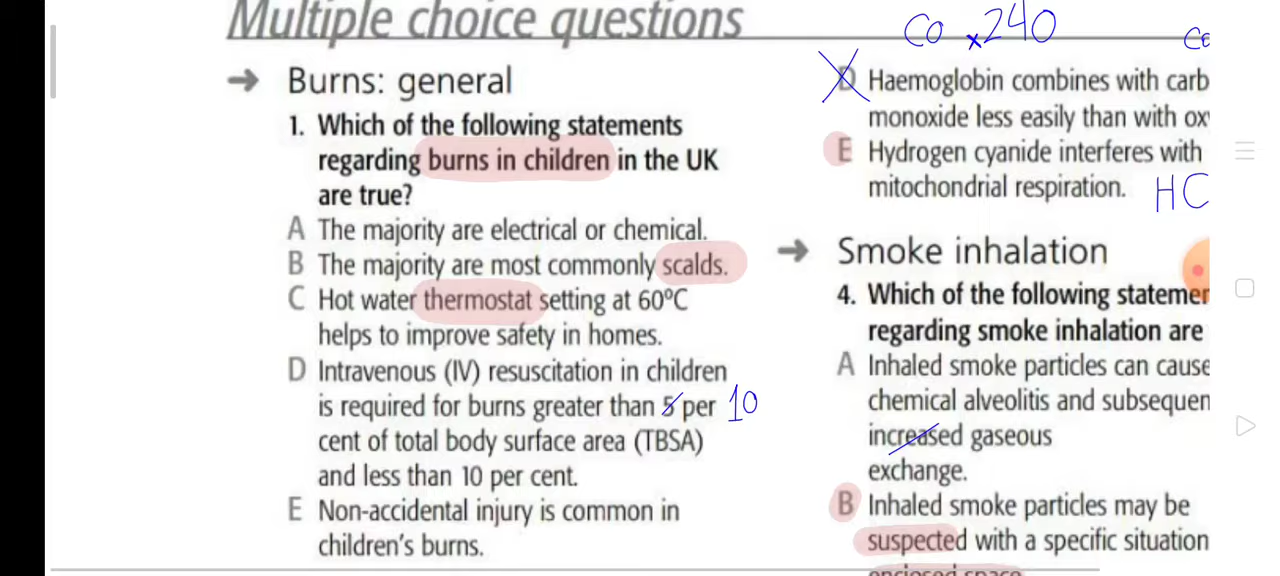 Multiple choice questions
→ Burns: general
1. Which of the following statements
regarding burns in children in the UK
are true?
A The majority are electrical or chemical.
B The majority are most commonly scalds.
C Hot water thermostat setting at 60ºC
helps to improve safety in homes.
D Intravenous (IV) resuscitation in children
is required for burns greater than 5 per 10
cent of total body surface area (TBSA)
and less than 10 per cent.
E Non-accidental injury is common in
children's burns.
CO ×240
D Haemoglobin combines with carb
monoxide less easily than with ox
E Hydrogen cyanide interferes with
mitochondrial respiration. HC
→ Smoke inhalation
4. Which of the following statemer
regarding smoke inhalation are
A Inhaled smoke particles can cause
chemical alveolitis and subsequen
increased gaseous
exchange.
B Inhaled smoke particles may be
suspected with a specific situation
enclosed space